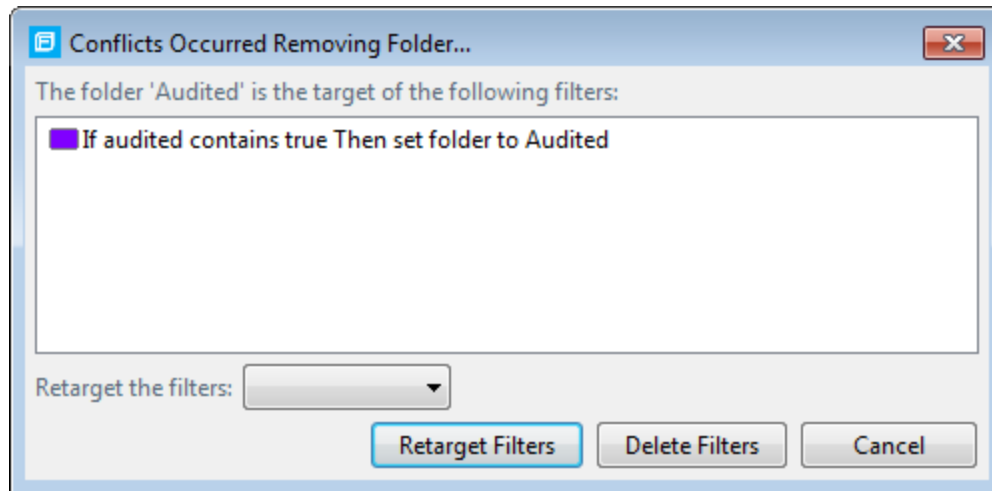 Conflicts Occurred Removing Folder...
The folder 'Audited' is the target of the following filters:
If audited contains true Then set folder to Audited
Retarget the filters:
Retarget Filters Delete Filters Cancel